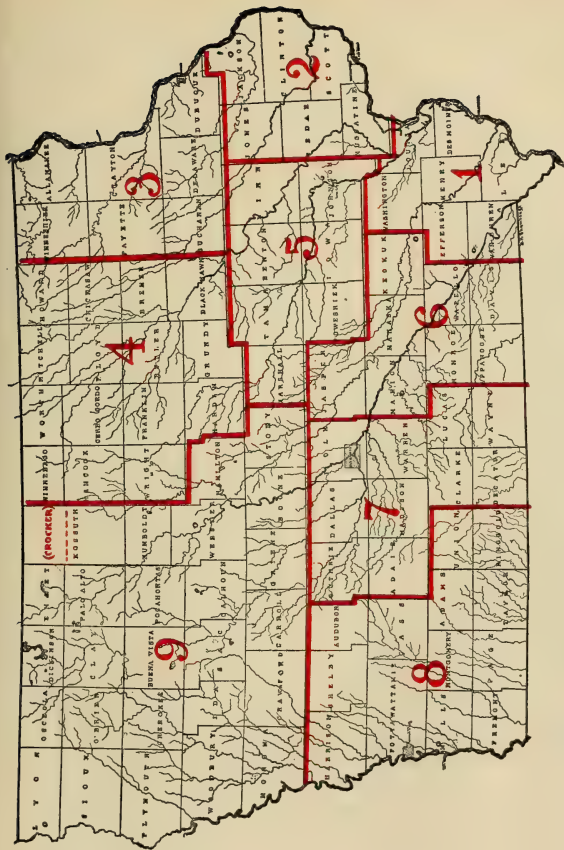 LYON
OSCEOLA
DICKINSON
EMMET
(CROCKER)
KOSSUTH
WINNEBAGO
WORTH
MITCHELL
HOWARD
WINNESHIEK
ALLAMAKEE
SIOUX
O'BRIEN
CLAY
PALO ALTO
HANCOCK
CERRO GORDO
FLOYD
CHICKASAW
PLYMOUTH
CHEROKEE
BUENA VISTA
POCAHONTAS
HUMBOLDT
WRIGHT
FRANKLIN
BUTLER
BREMER
FAYETTE
CLAYTON
WOODBURY
IDA
SAC
CALHOUN
WEBSTER
HAMILTON
HARDIN
GRUNDY
BLACK HAWK
BUCHANAN
DELAWARE
DUBUQUE
CRAWFORD
CARROLL
GREENE
BOONE
STORY
MARSHALL
TAMA
BENTON
LINN
JONES
JACKSON
HARRISON
SHELBY
AUDUBON
GUTHRIE
DALLAS
POLK
JASPER
POWESHIEK
IOWA
JOHNSON
CEDAR
CLINTON
SCOTT
MUSCATINE
POTTAWATTAMIE
CASS
ADAIR
MADISON
WARREN
MARION
MAHASKA
KEOKUK
WASHINGTON
MILLS
MONTGOMERY
ADAMS
UNION
CLARKE
LUCAS
MONROE
WAPELLO
JEFFERSON
HENRY
DESMOINES
FREMONT
PAGE
TAYLOR
RINGGOLD
DECATUR
WAYNE
APPANOOSE
DAVIS
LEE
9
4
3
2
5
8
7
6
1